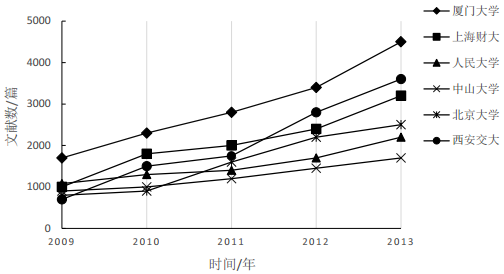 5000
4000
3000
2000
1000
0
文献数/篇
2009 2010 2011 2012 2013
时间/年
厦门大学
上海财大
人民大学
中山大学
北京大学
西安交大